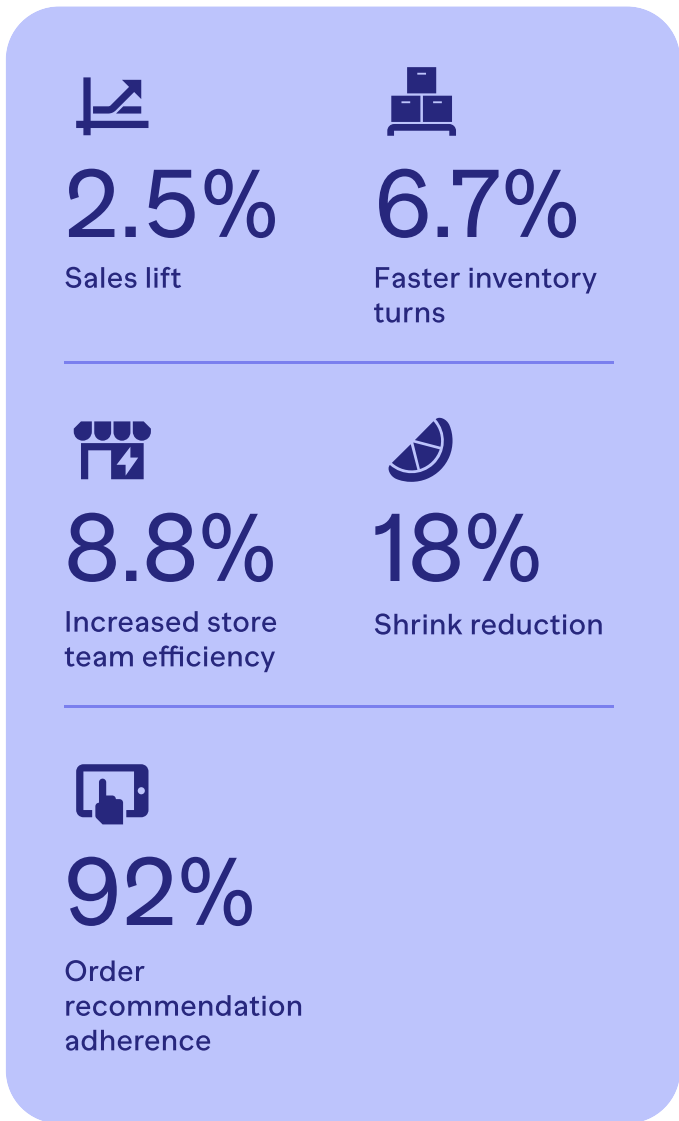 2.5%
Sales lift
6.7%
Faster inventory
turns
8.8%
Increased store
team efficiency
18%
Shrink reduction
92%
Order
recommendation
adherence